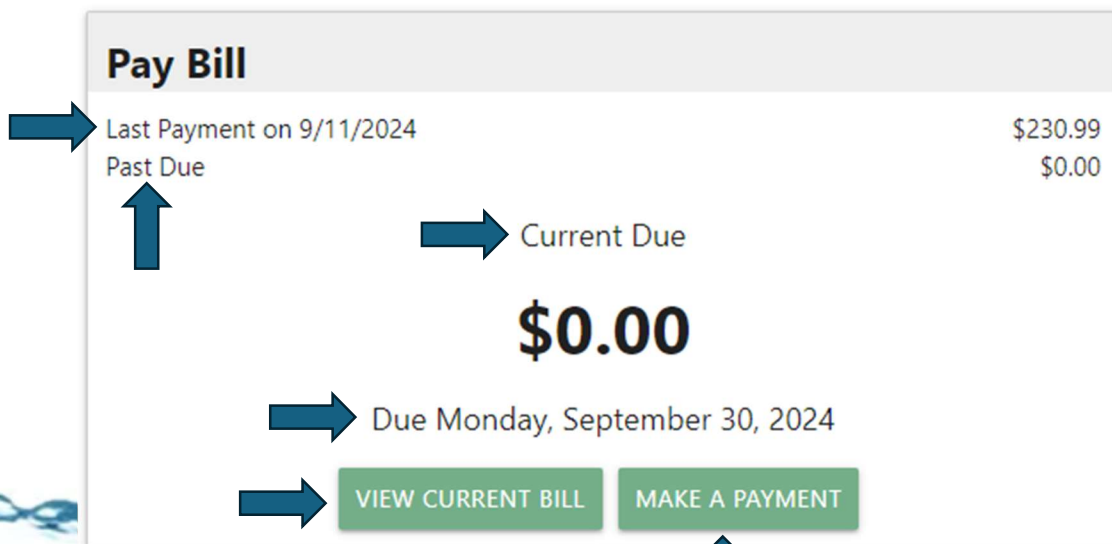 Pay Bill
Last Payment on 9/11/2024 $230.99
Past Due $0.00
Current Due
$0.00
Due Monday, September 30, 2024
VIEW CURRENT BILL MAKE A PAYMENT